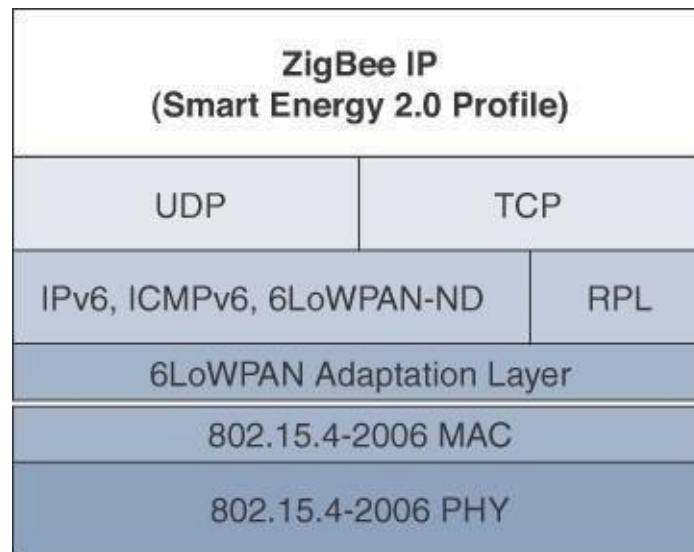 ZigBee IP
(Smart Energy 2.0 Profile)
UDP TCP
IPv6, ICMPv6, 6LoWPAN-ND RPL
6LoWPAN Adaptation Layer
802.15.4-2006 MAC
802.15.4-2006 PHY